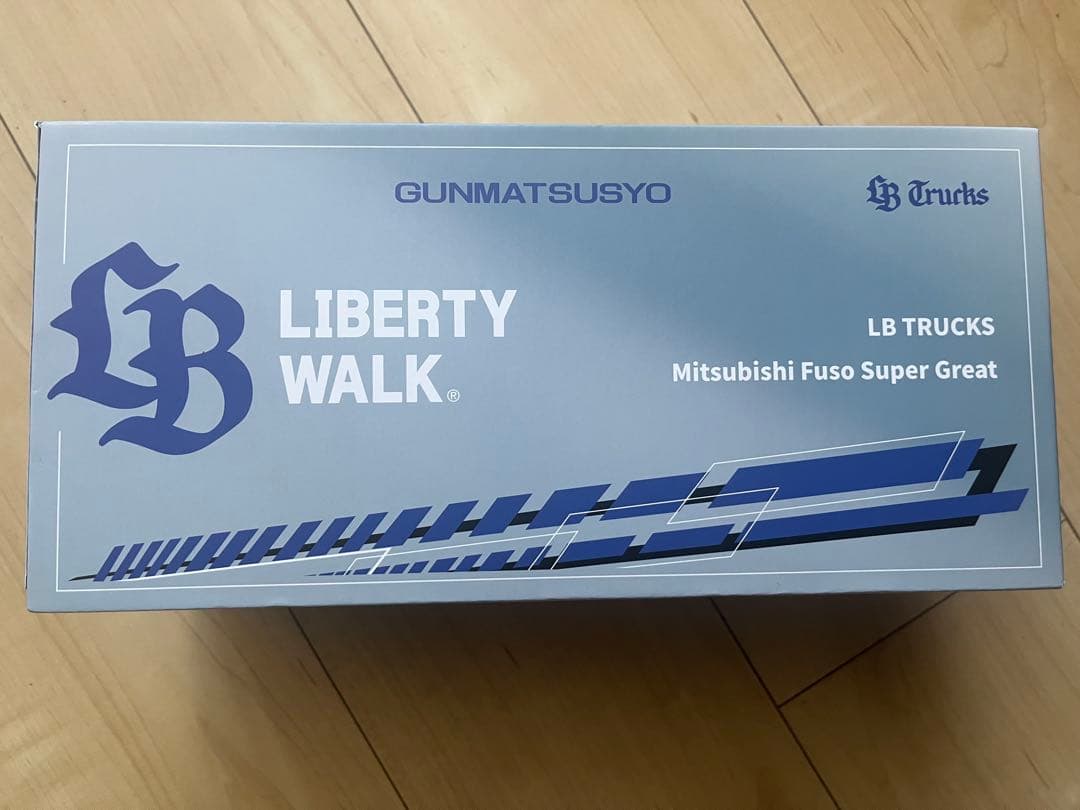 GUNMATSUSYO
LB Trucks
LB
LIBERTY
WALK®
LB TRUCKS
Mitsubishi Fuso Super Great